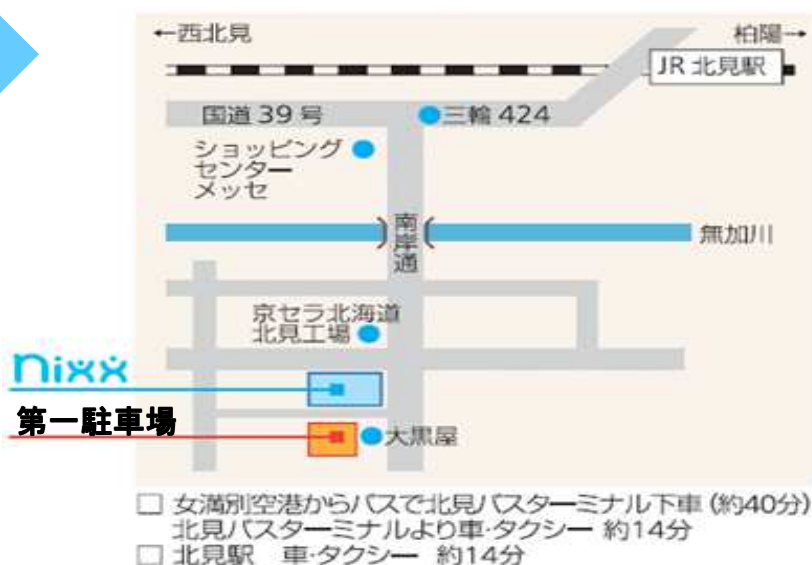 ←西北見
柏陽→
JR 北見駅
国道 39 号
三輪 424
ショッピング
センター
メッセ
南岸通
無加川
京セラ北海道
北見工場
nixx
第一駐車場
大黒屋
□ 女満別空港からバスで北見バスターミナル下車 (約40分)
北見バスターミナルより車・タクシー 約14分
□ 北見駅 車・タクシー 約14分